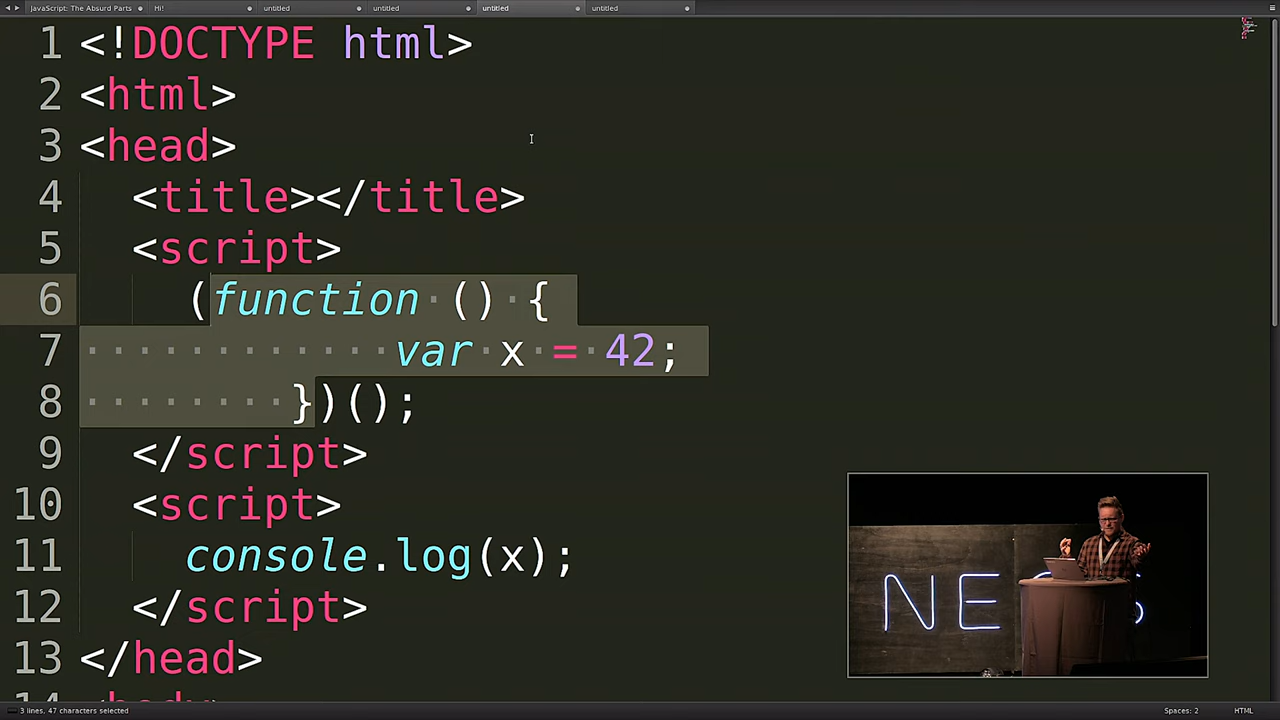 JavaScript: The Absurd Parts
Hi!
untitled
untitled
untitled
untitled
1 <!DOCTYPE html>
2 <html>
3 <head>
4 <title></title>
5 <script>
6 (function () {
7 var x = 42;
8 })();
9 </script>
10 <script>
11 console.log(x);
12 </script>
13 </head>
14 <body>
NE S
3 lines, 47 characters selected
Spaces: 2
HTML